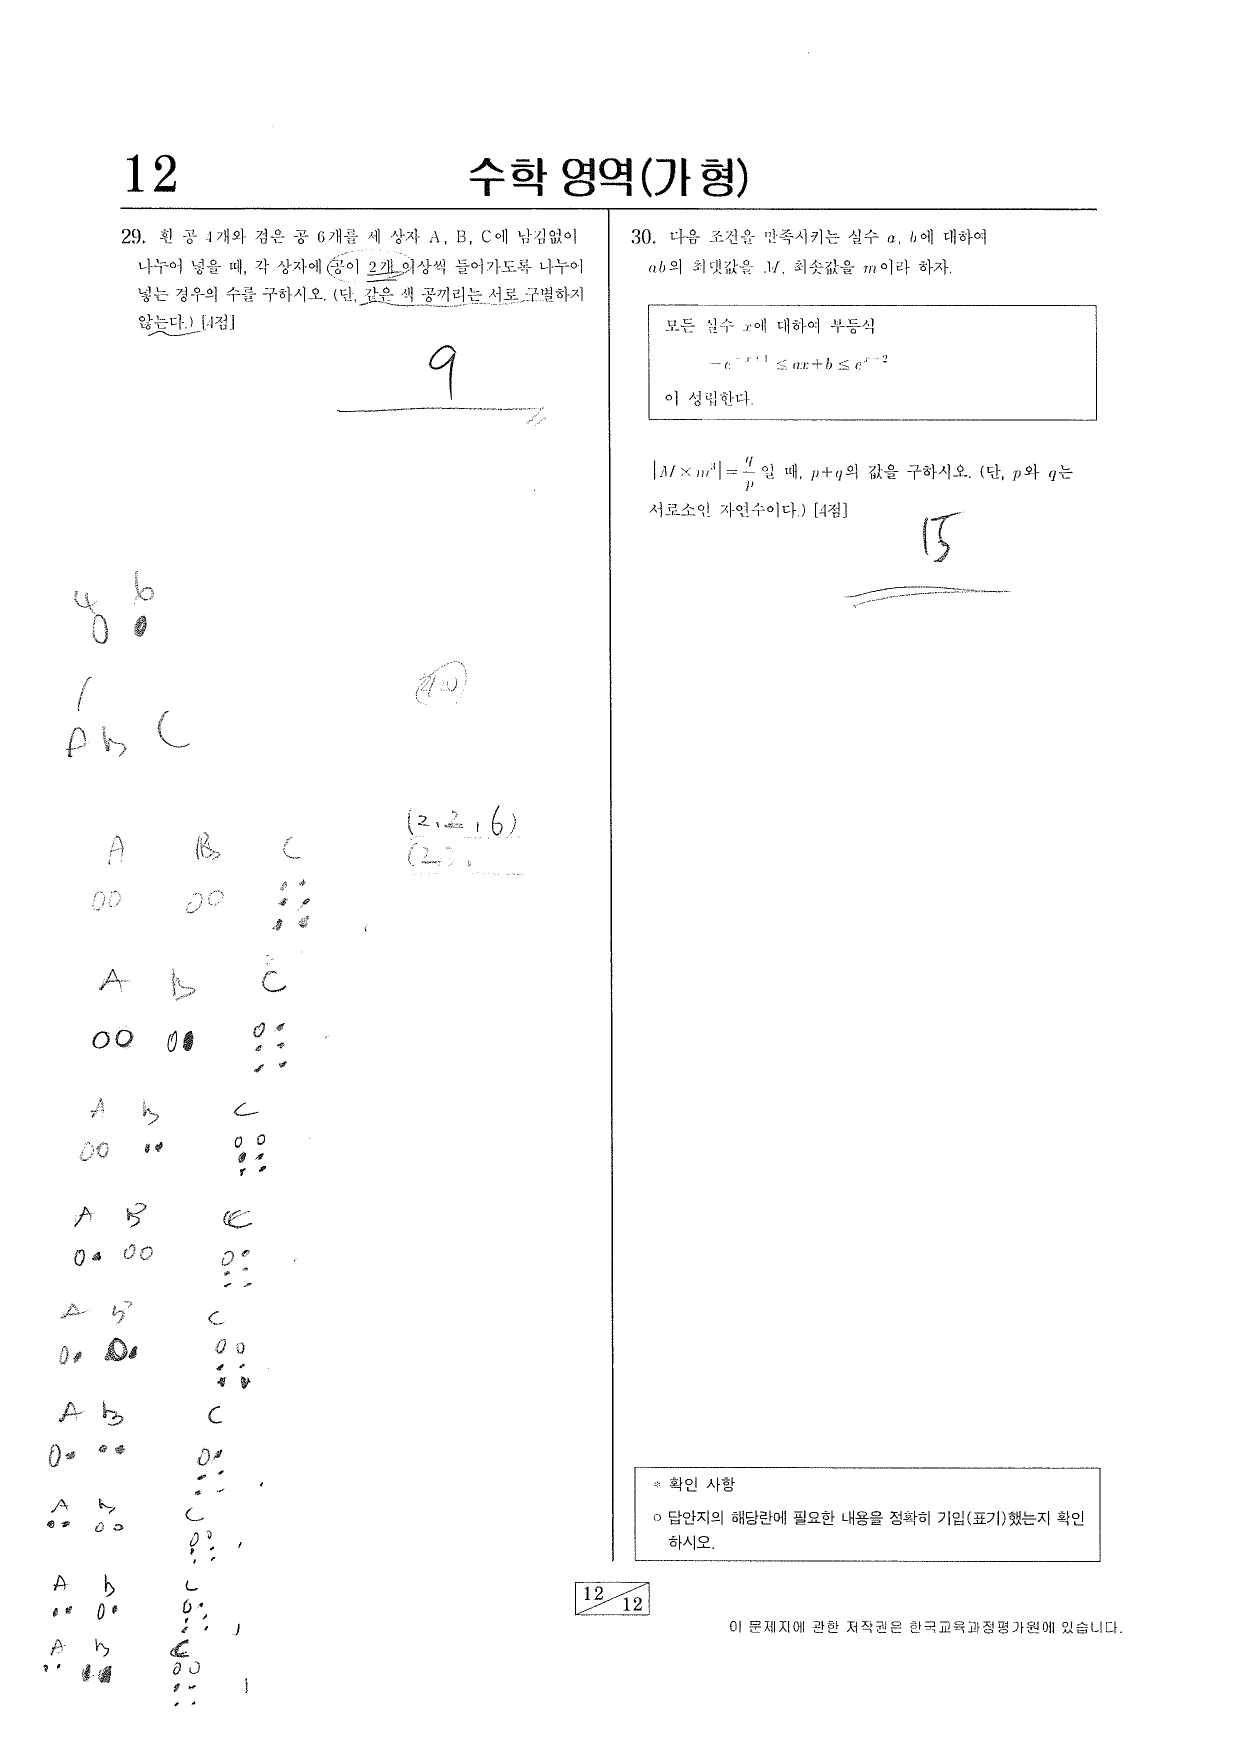 12
수학 영역(가 형)
29. 흰 공 4개와 검은 공 6개를 세 상자 A, B, C에 남김없이
나누어 넣을 때, 각 상자에 공이 2개 이상씩 들어가도록 나누어
넣는 경우의 수를 구하시오. (단, 같은 색 공끼리는 서로 구별하지
않는다.) [4점]
9
4 6
A B C
(2, 2, 6)
(2,
A B C
A B C
A B C
A B C
A B C
A B C
A B C
A B C
A B C
30. 다음 조건을 만족시키는 실수 a, b에 대하여
ab의 최댓값을 M, 최솟값을 m이라 하자.
모든 실수 x에 대하여 부등식
-e^{-x+1} ≤ ax+b ≤ e^{x-2}
이 성립한다.
|M×m³| = q/p 일 때, p+q의 값을 구하시오. (단, p와 q는
서로소인 자연수이다.) [4점]
15
* 확인 사항
○ 답안지의 해당란에 필요한 내용을 정확히 기입(표기)했는지 확인
하시오.
12/12
이 문제지에 관한 저작권은 한국교육과정평가원에 있습니다.